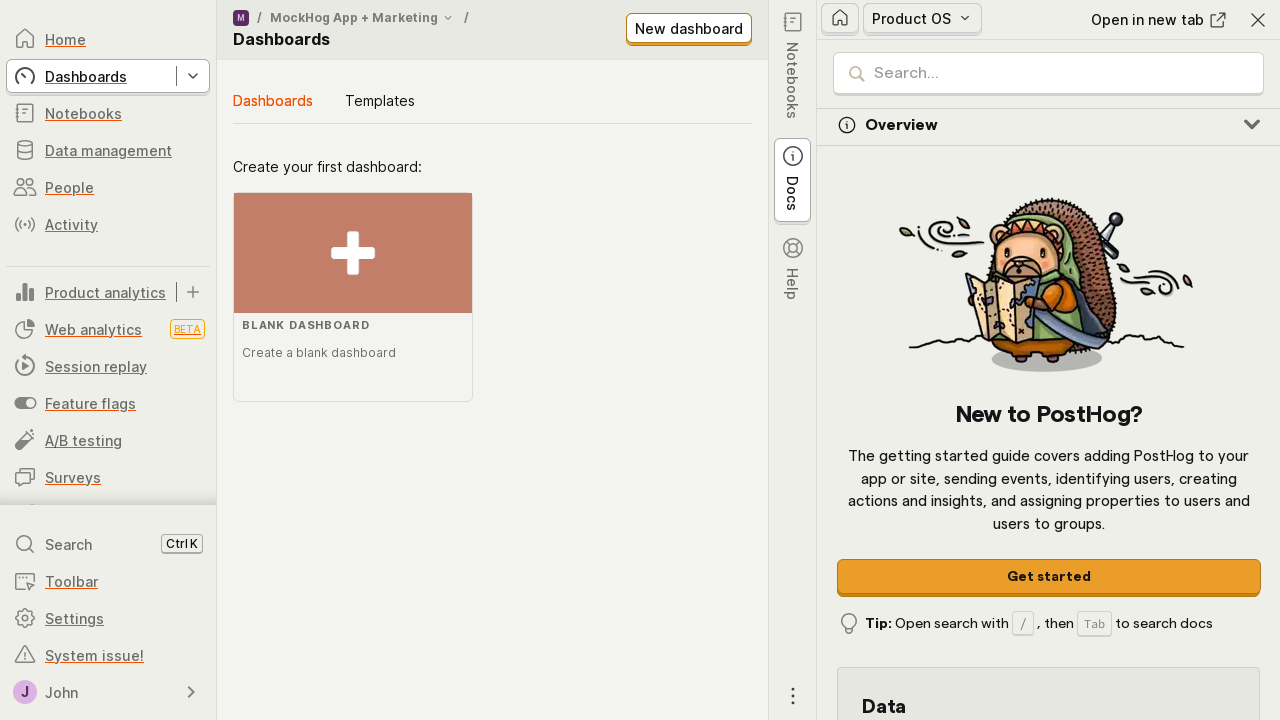 Home
Dashboards
Notebooks
Data management
People
Activity
Product analytics
Web analytics BETA
Session replay
Feature flags
A/B testing
Surveys
Search Ctrl K
Toolbar
Settings
System issue!
J John
M / MockHog App + Marketing /
Dashboards
New dashboard
Dashboards Templates
Create your first dashboard:
BLANK DASHBOARD
Create a blank dashboard
Notebooks
Docs
Help
Product OS
Open in new tab
Search...
Overview
New to PostHog?
The getting started guide covers adding PostHog to your
app or site, sending events, identifying users, creating
actions and insights, and assigning properties to users and
users to groups.
Get started
Tip: Open search with / , then Tab to search docs
Data